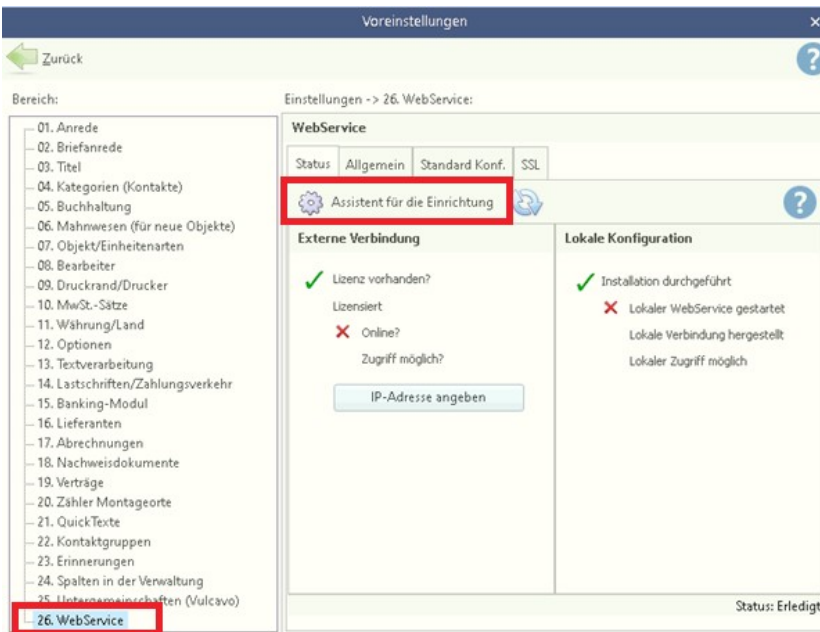 Voreinstellungen
Zurück
Bereich:
01. Anrede
02. Briefanrede
03. Titel
04. Kategorien (Kontakte)
05. Buchhaltung
06. Mahnwesen (für neue Objekte)
07. Objekt/Einheitenarten
08. Bearbeiter
09. Druckrand/Drucker
10. MwSt.-Sätze
11. Währung/Land
12. Optionen
13. Textverarbeitung
14. Lastschriften/Zahlungsverkehr
15. Banking-Modul
16. Lieferanten
17. Abrechnungen
18. Nachweisdokumente
19. Verträge
20. Zähler Montageorte
21. QuickTexte
22. Kontaktgruppen
23. Erinnerungen
24. Spalten in der Verwaltung
25. Untergemeinschaften (Vulcavo)
26. WebService
Einstellungen -> 26. WebService:
WebService
Status Allgemein Standard Konf. SSL
Assistent für die Einrichtung
Externe Verbindung
Lizenz vorhanden?
Lizensiert
Online?
Zugriff möglich?
IP-Adresse angeben
Lokale Konfiguration
Installation durchgeführt
Lokaler WebService gestartet
Lokale Verbindung hergestellt
Lokaler Zugriff möglich
Status: Erledigt